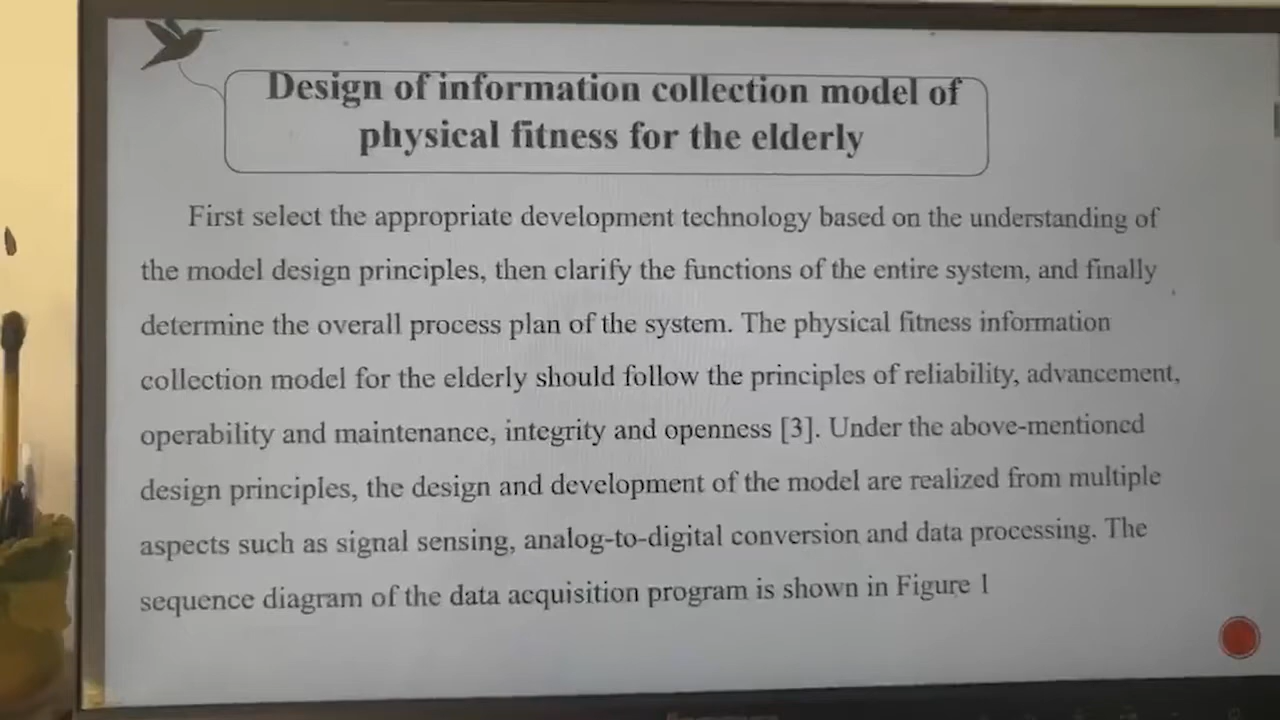 Design of information collection model of
physical fitness for the elderly
First select the appropriate development technology based on the understanding of
the model design principles, then clarify the functions of the entire system, and finally
determine the overall process plan of the system. The physical fitness information
collection model for the elderly should follow the principles of reliability, advancement,
operability and maintenance, integrity and openness [3]. Under the above-mentioned
design principles, the design and development of the model are realized from multiple
aspects such as signal sensing, analog-to-digital conversion and data processing. The
sequence diagram of the data acquisition program is shown in Figure 1